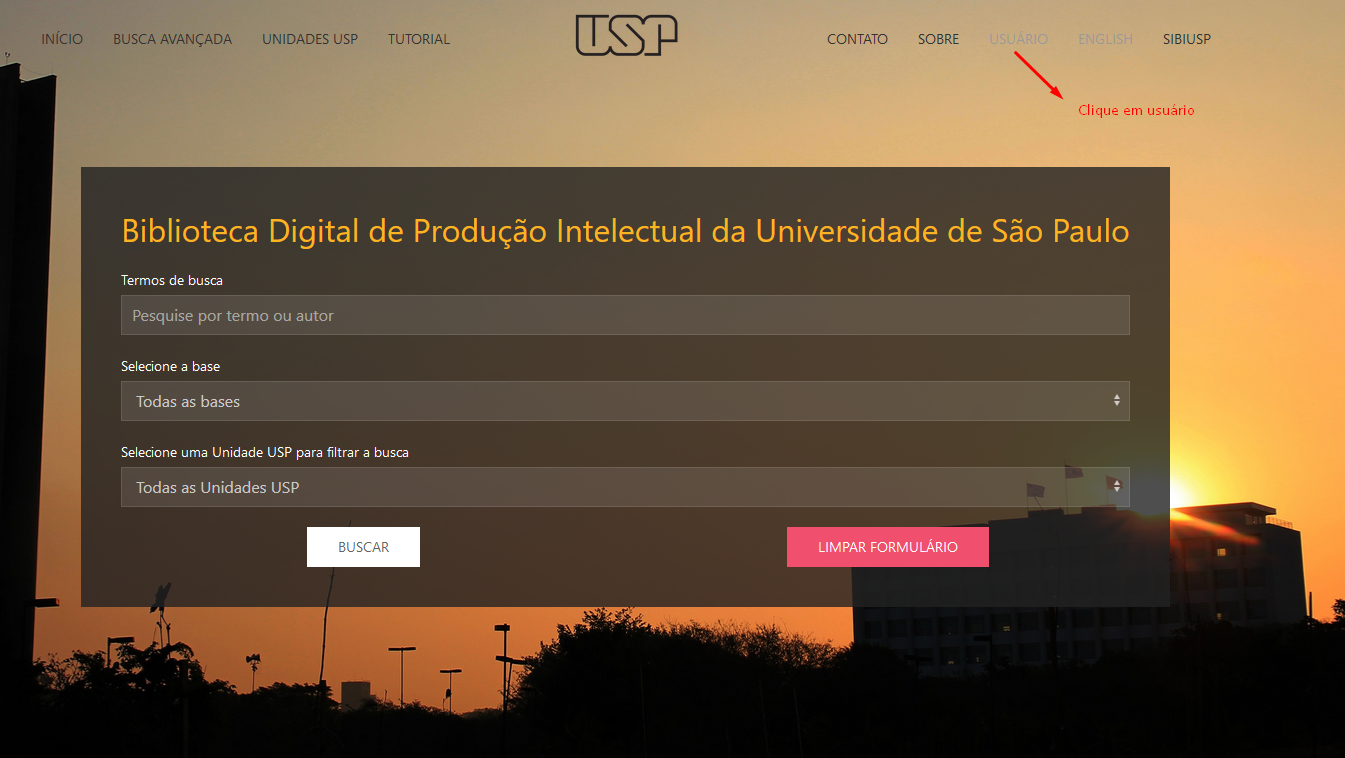 INÍCIO BUSCA AVANÇADA UNIDADES USP TUTORIAL USP CONTATO SOBRE USUÁRIO ENGLISH SIBIUSP
Clique em usuário
Biblioteca Digital de Produção Intelectual da Universidade de São Paulo
Termos de busca
Pesquise por termo ou autor
Selecione a base
Todas as bases
Selecione uma Unidade USP para filtrar a busca
Todas as Unidades USP
BUSCAR LIMPAR FORMULÁRIO